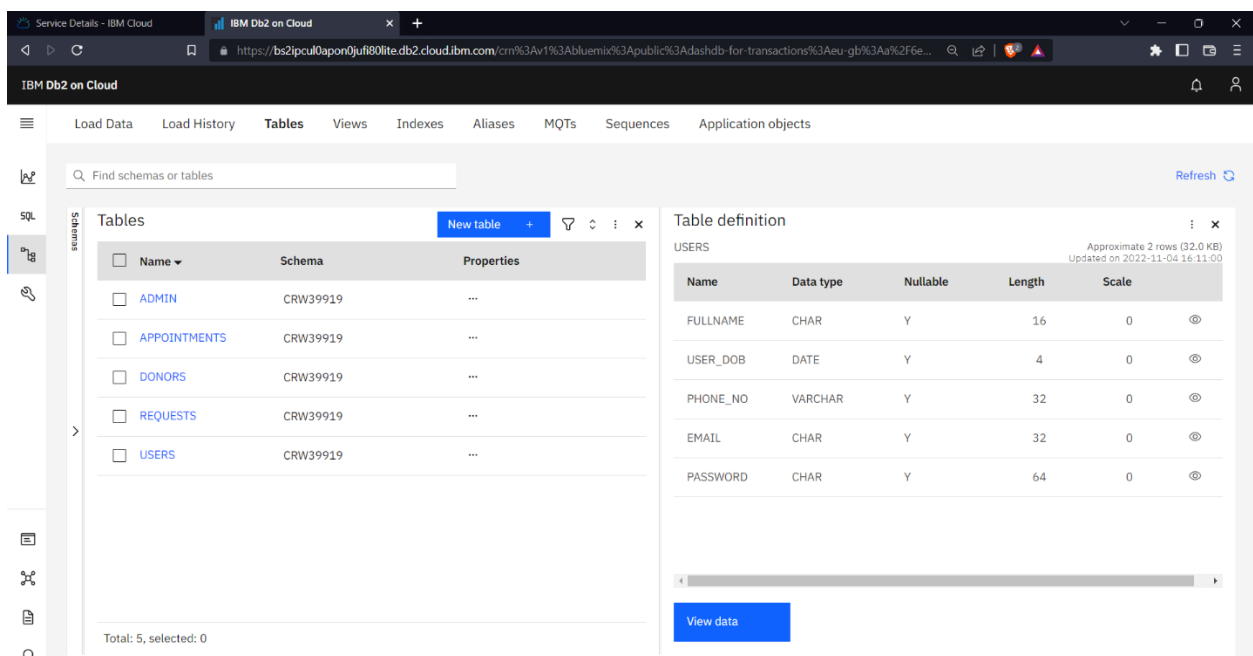 Service Details - IBM Cloud
IBM Db2 on Cloud
https://bs2ipcul0apon0jufi80lite.db2.cloud.ibm.com/crn%3Av1%3Abluemix%3Apublic%3Adashdb-for-transactions%3Aeu-gb%3Aa%2F6e...
2
IBM Db2 on Cloud
Load Data Load History Tables Views Indexes Aliases MQTs Sequences Application objects
Find schemas or tables
Refresh
SQL
Schemas
Tables
New table +
Name Schema Properties
ADMIN CRW39919 ...
APPOINTMENTS CRW39919 ...
DONORS CRW39919 ...
REQUESTS CRW39919 ...
USERS CRW39919 ...
Total: 5, selected: 0
Table definition
USERS
Approximate 2 rows (32.0 KB)
Updated on 2022-11-04 16:11:00
Name Data type Nullable Length Scale
FULLNAME CHAR Y 16 0
USER_DOB DATE Y 4 0
PHONE_NO VARCHAR Y 32 0
EMAIL CHAR Y 32 0
PASSWORD CHAR Y 64 0
View data